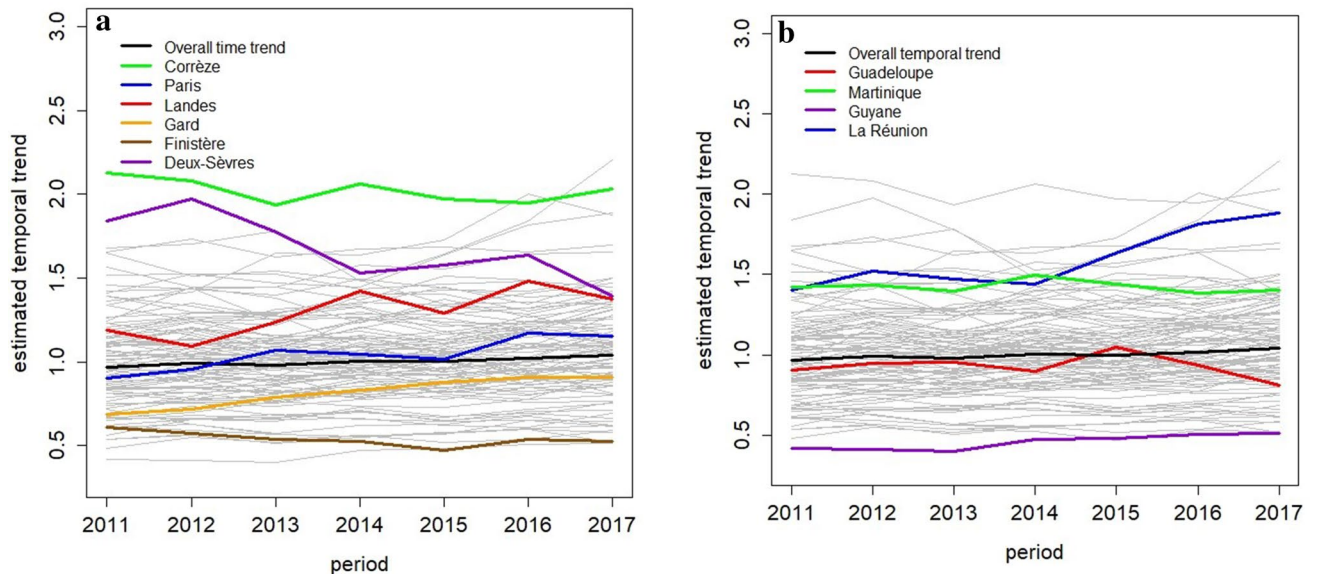 a
estimated temporal trend
3.0
2.5
2.0
1.5
1.0
0.5
Overall time trend
Corrèze
Paris
Landes
Gard
Finistère
Deux-Sèvres
2011 2012 2013 2014 2015 2016 2017
period
b
estimated temporal trend
3.0
2.5
2.0
1.5
1.0
0.5
Overall temporal trend
Guadeloupe
Martinique
Guyane
La Réunion
2011 2012 2013 2014 2015 2016 2017
period